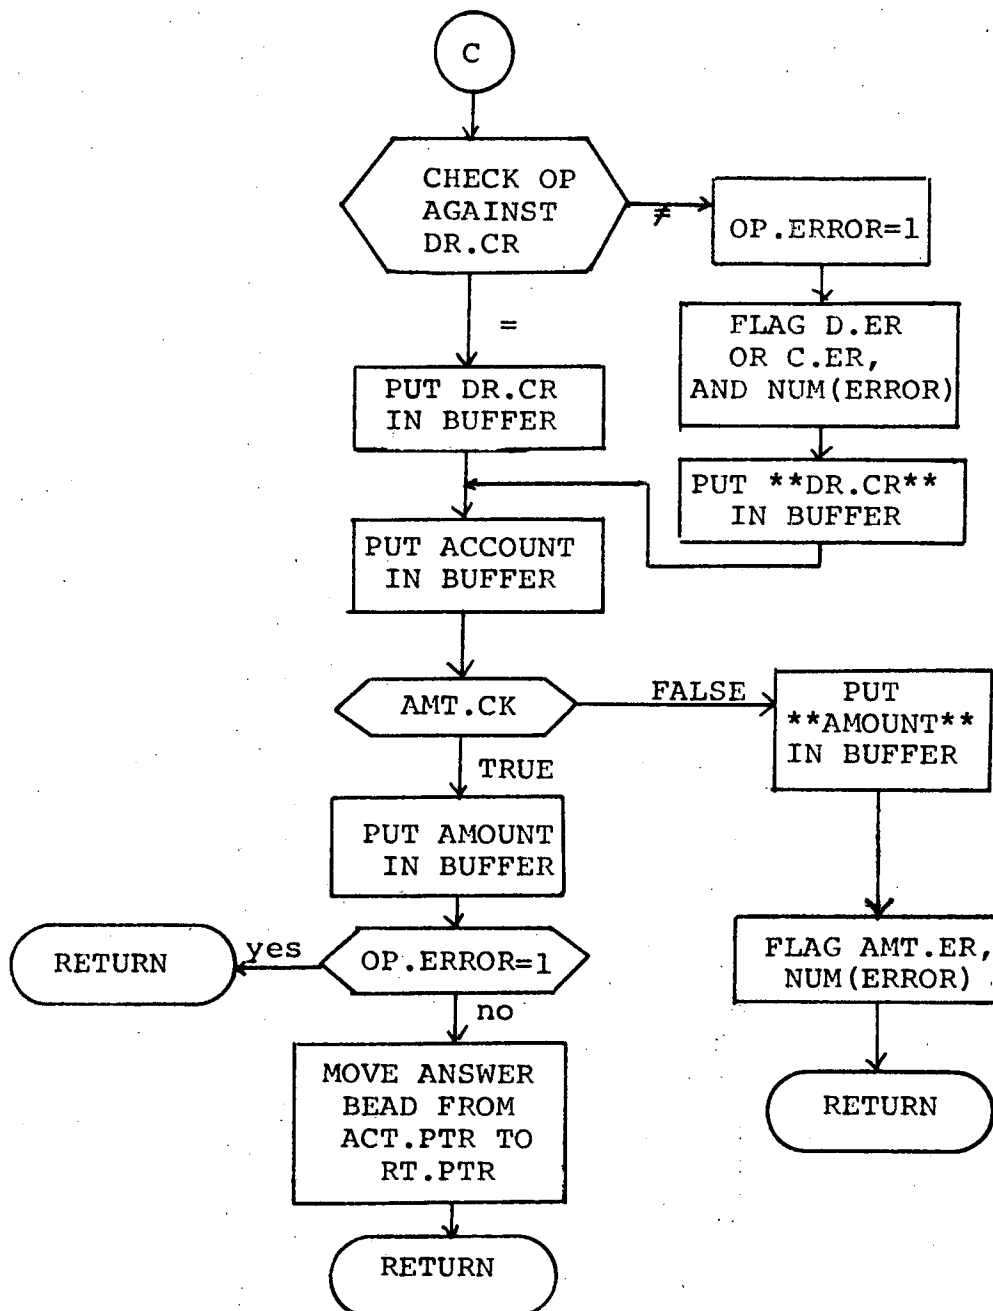 C
CHECK OP
AGAINST
DR.CR
≠
OP.ERROR=1
=
FLAG D.ER
OR C.ER,
AND NUM(ERROR)
PUT DR.CR
IN BUFFER
PUT **DR.CR**
IN BUFFER
PUT ACCOUNT
IN BUFFER
AMT.CK
FALSE
PUT
**AMOUNT**
IN BUFFER
TRUE
PUT AMOUNT
IN BUFFER
FLAG AMT.ER,
NUM(ERROR)
OP.ERROR=1
yes
RETURN
no
MOVE ANSWER
BEAD FROM
ACT.PTR TO
RT.PTR
RETURN
RETURN